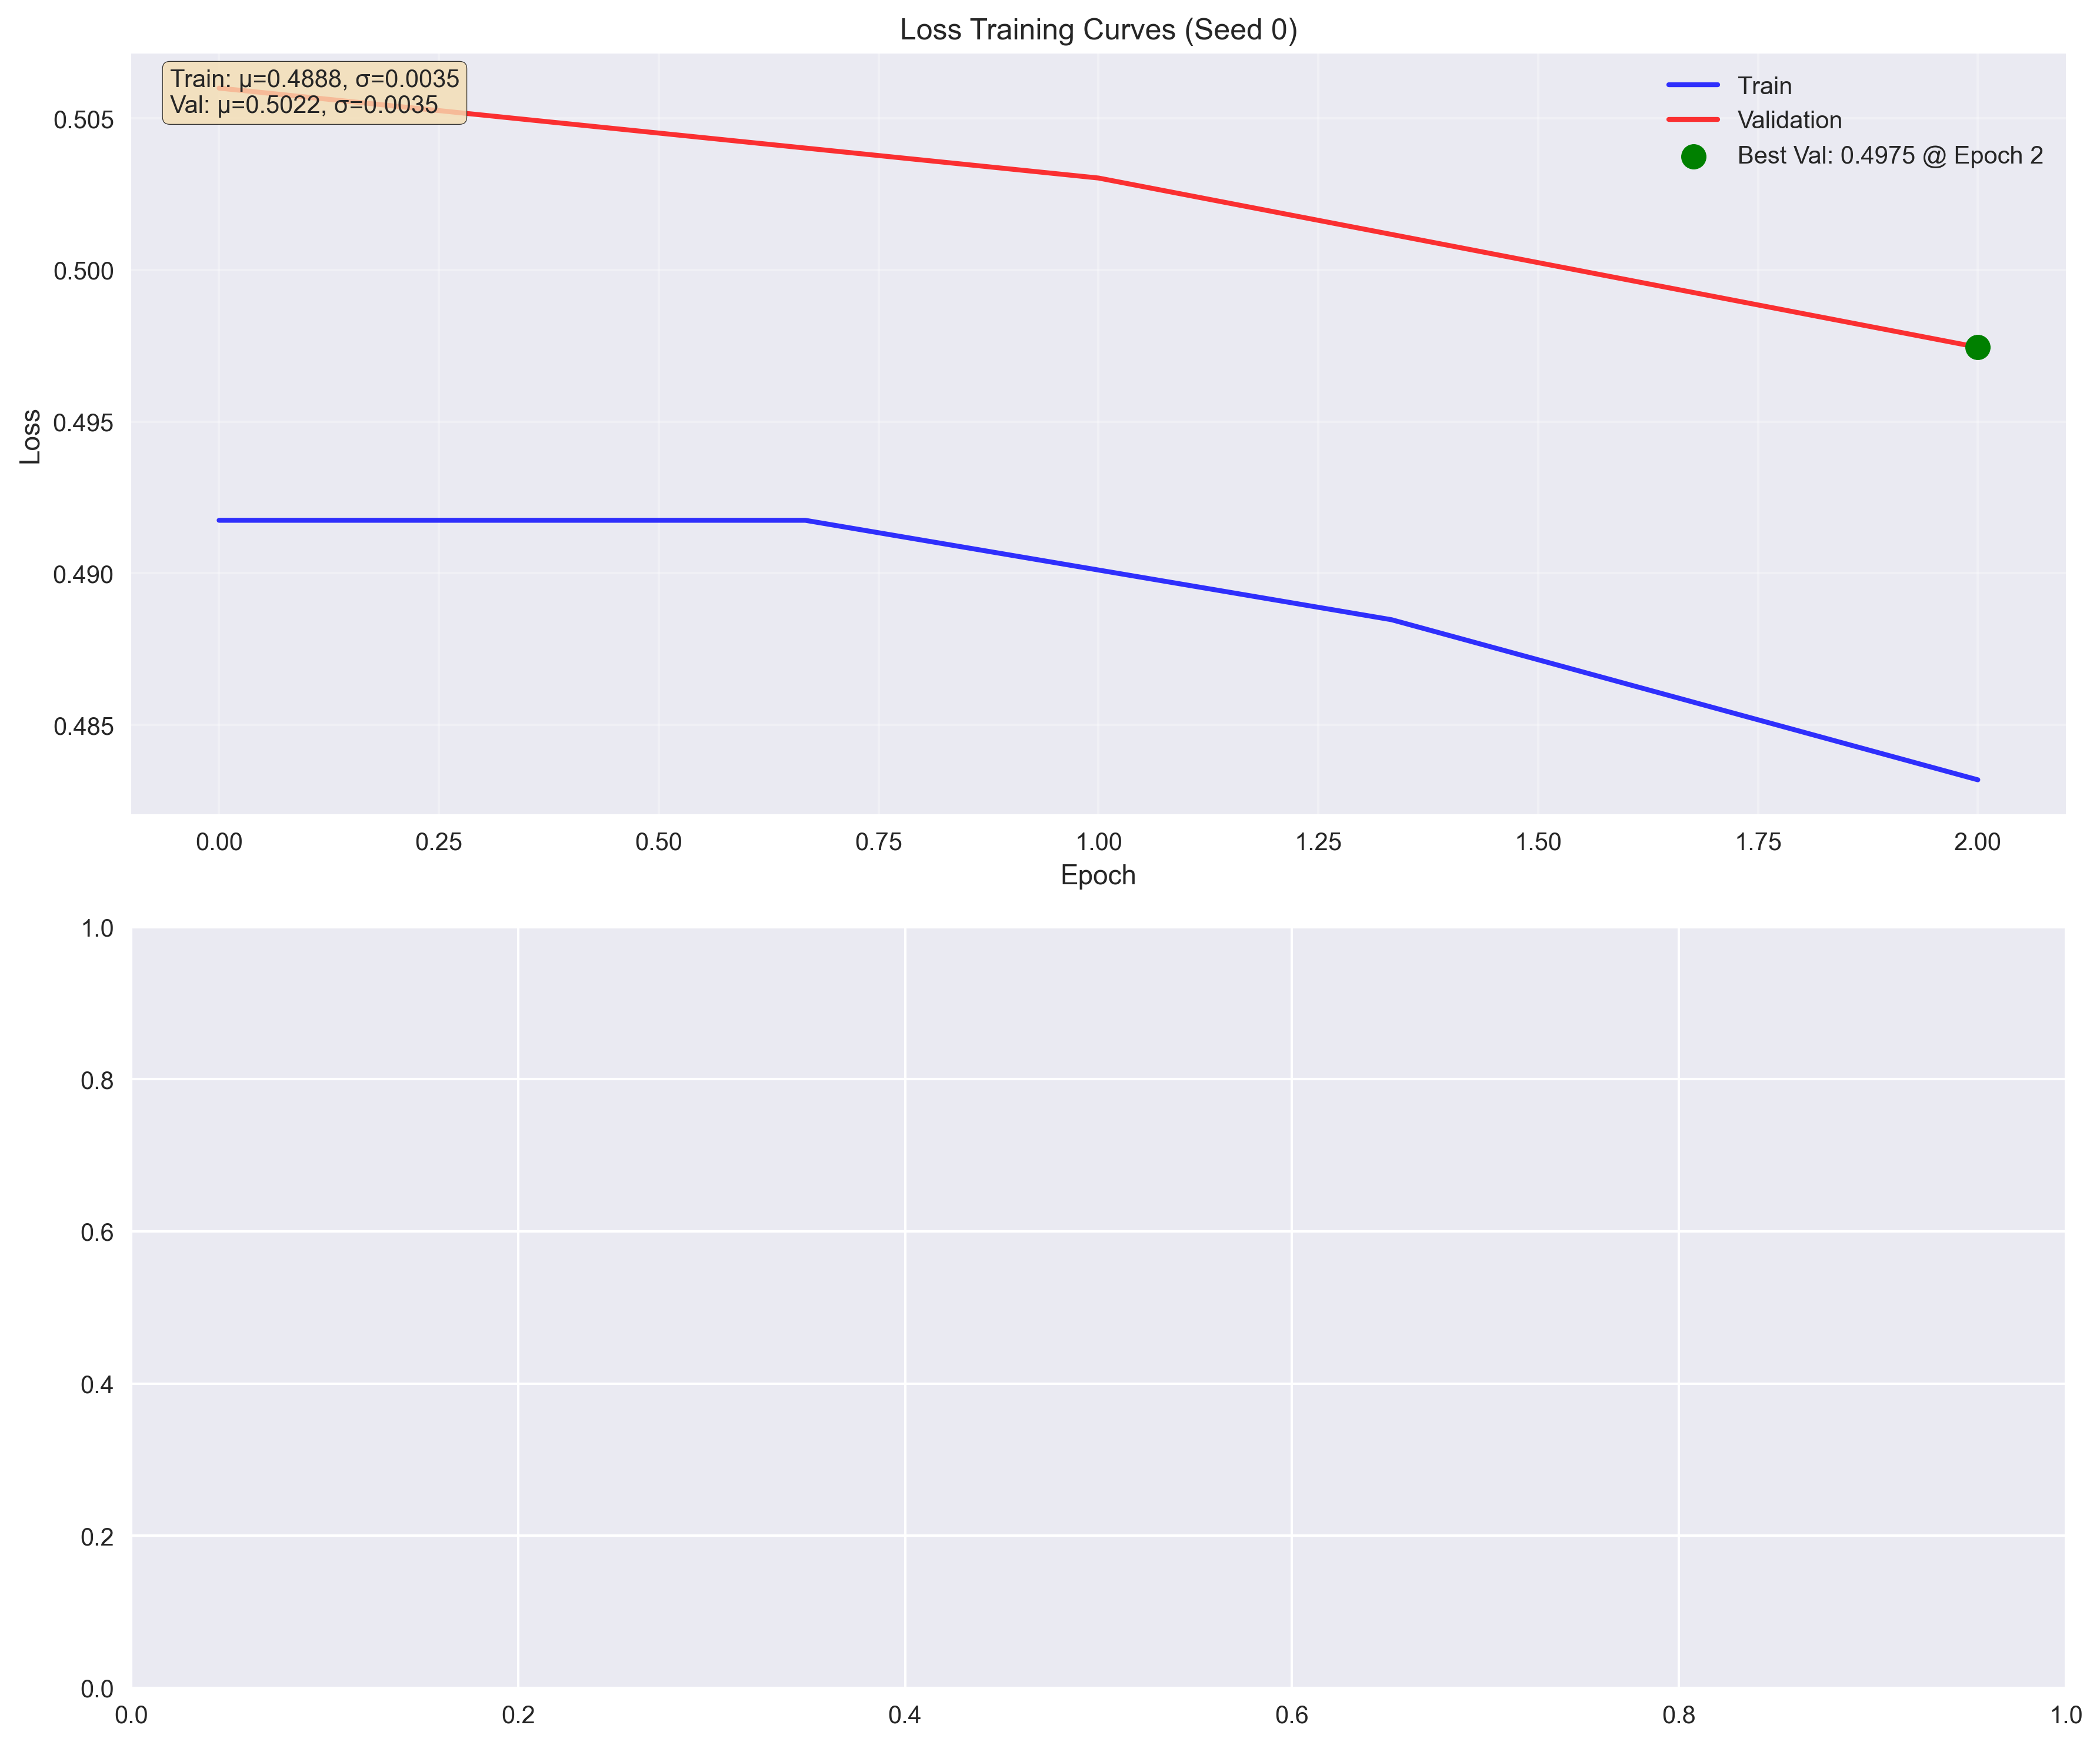 Loss Training Curves (Seed 0)
Train: μ=0.4888, σ=0.0035
Val: μ=0.5022, σ=0.0035
Train
Validation
Best Val: 0.4975 @ Epoch 2
Loss
0.505
0.500
0.495
0.490
0.485
0.00 0.25 0.50 0.75 1.00 1.25 1.50 1.75 2.00
Epoch
1.0
0.8
0.6
0.4
0.2
0.0
0.0 0.2 0.4 0.6 0.8 1.0